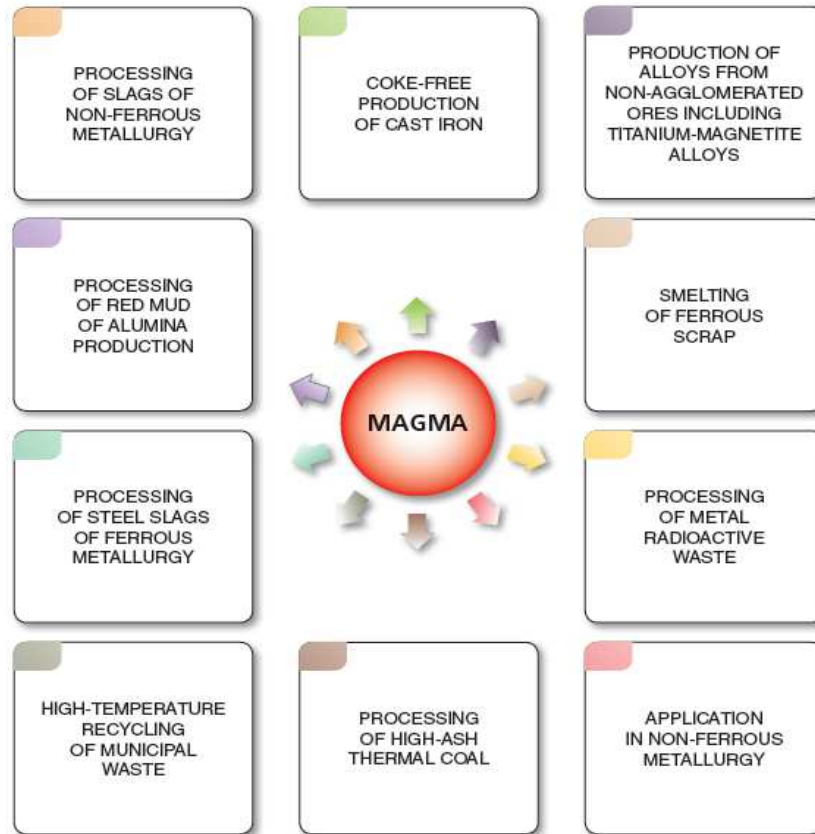 PROCESSING
OF SLAGS OF
NON-FERROUS
METALLURGY
COKE-FREE
PRODUCTION
OF CAST IRON
PRODUCTION OF
ALLOYS FROM
NON-AGGLOMERATED
ORES INCLUDING
TITANIUM-MAGNETITE
ALLOYS
PROCESSING
OF RED MUD
OF ALUMINA
PRODUCTION
SMELTING
OF FERROUS
SCRAP
MAGMA
PROCESSING
OF STEEL SLAGS
OF FERROUS
METALLURGY
PROCESSING
OF METAL
RADIOACTIVE
WASTE
HIGH-TEMPERATURE
RECYCLING
OF MUNICIPAL
WASTE
PROCESSING
OF HIGH-ASH
THERMAL COAL
APPLICATION
IN NON-FERROUS
METALLURGY